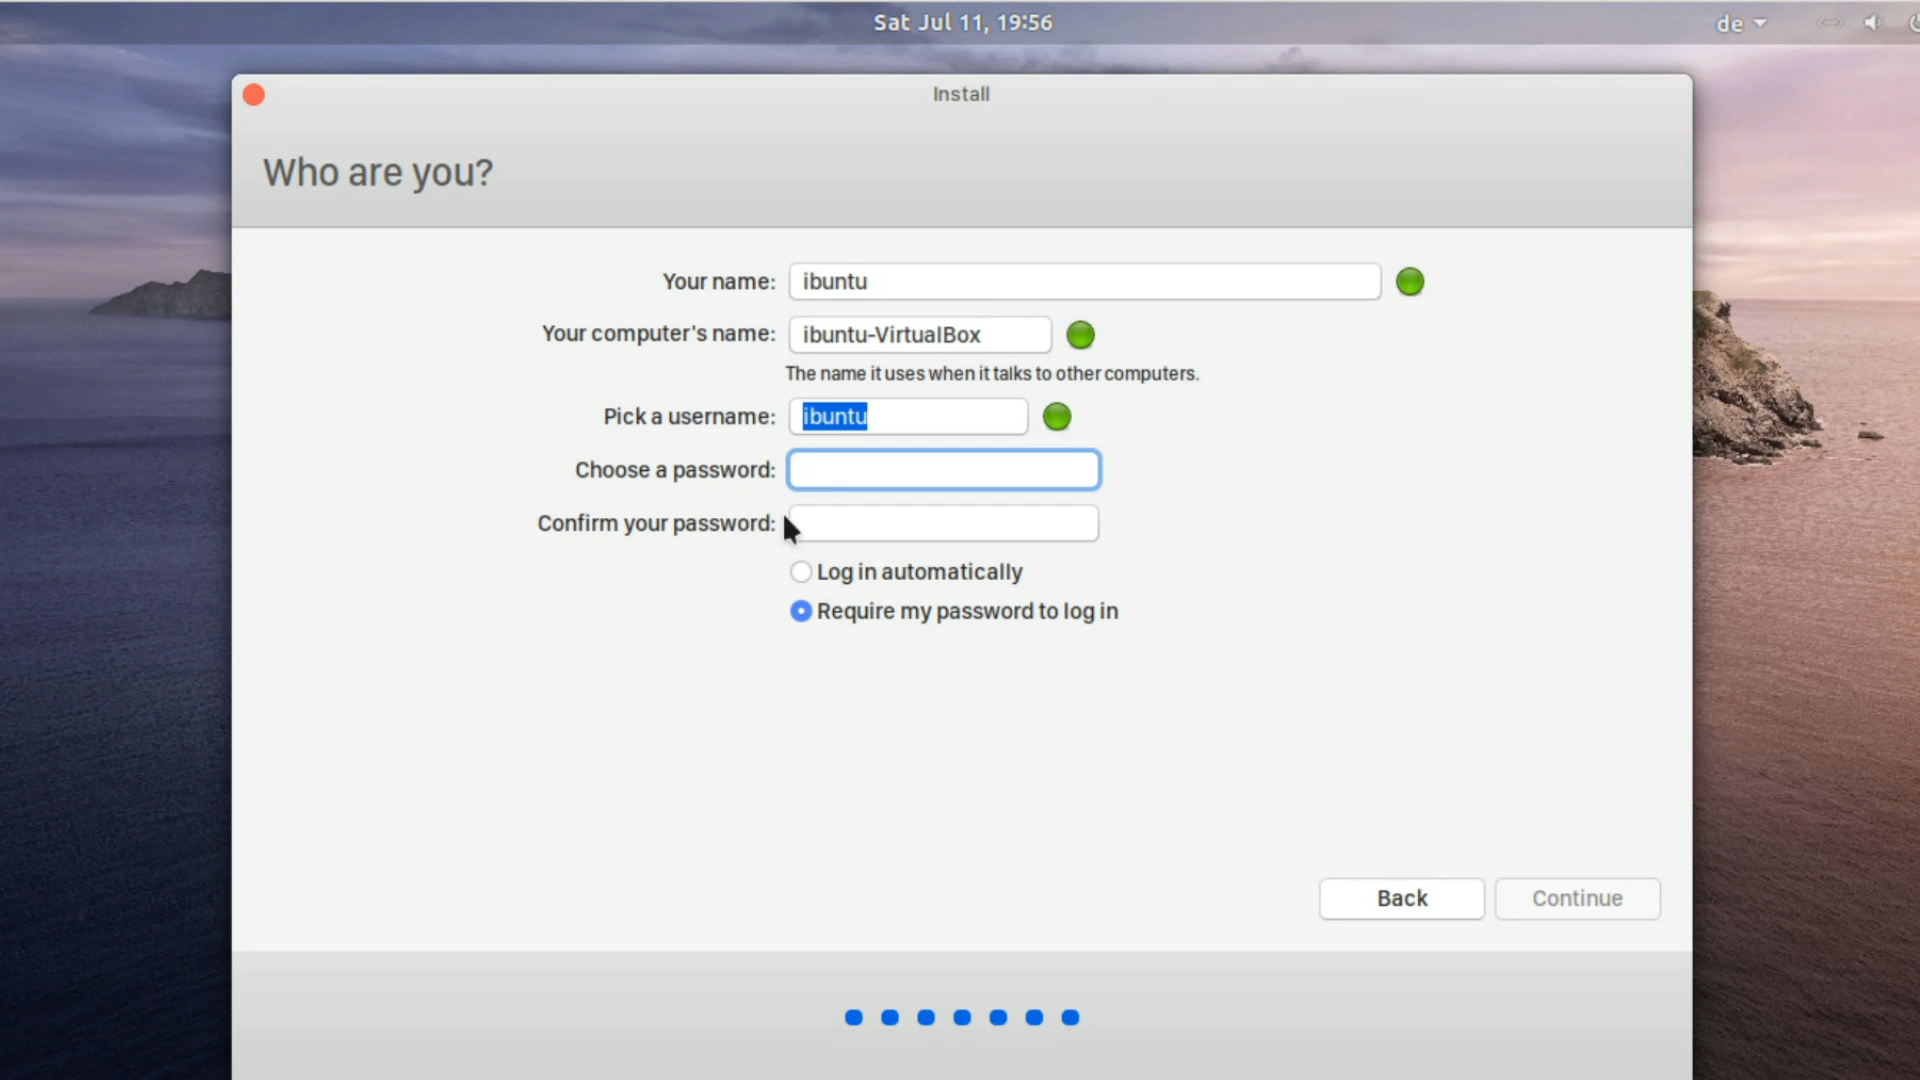 Sat Jul 11, 19:56
de
Install
Who are you?
Your name: ibuntu
Your computer's name: ibuntu-VirtualBox
The name it uses when it talks to other computers.
Pick a username: ibuntu
Choose a password:
Confirm your password:
Log in automatically
Require my password to log in
Back Continue